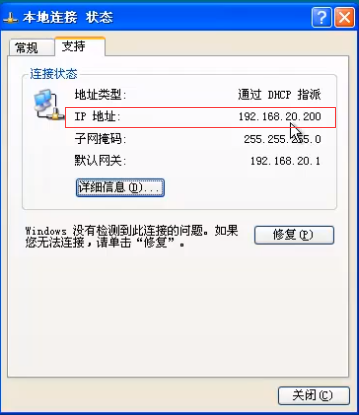 本地连接 状态
常规
支持
连接状态
地址类型: 通过 DHCP 指派
IP 地址: 192.168.20.200
子网掩码: 255.255.255.0
默认网关: 192.168.20.1
详细信息(D)...
Windows 没有检测到此连接的问题。如果
您无法连接，请单击“修复”。
修复(P)
关闭(C)